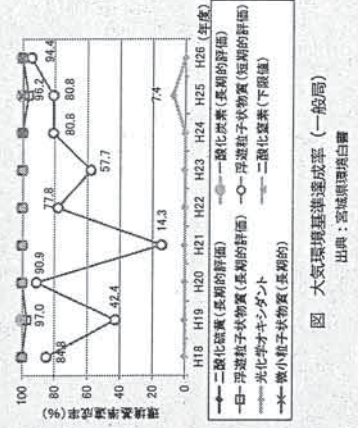 環境基準達成率(%)
100
80
60
40
20
0
84.8
97.0
42.4
90.9
14.3
77.8
57.7
80.8
96.2
80.8
7.4
94.4
H18 H19 H20 H21 H22 H23 H24 H25 H26 (年度)
二酸化硫黄(長期的評価)
一酸化炭素(長期的評価)
浮遊粒子状物質(長期的評価)
浮遊粒子状物質(短期的評価)
光化学オキシダント
二酸化窒素(下限値)
微小粒子状物質(長期的)
図 大気環境基準達成率(一般局)
出典:宮城県環境白書